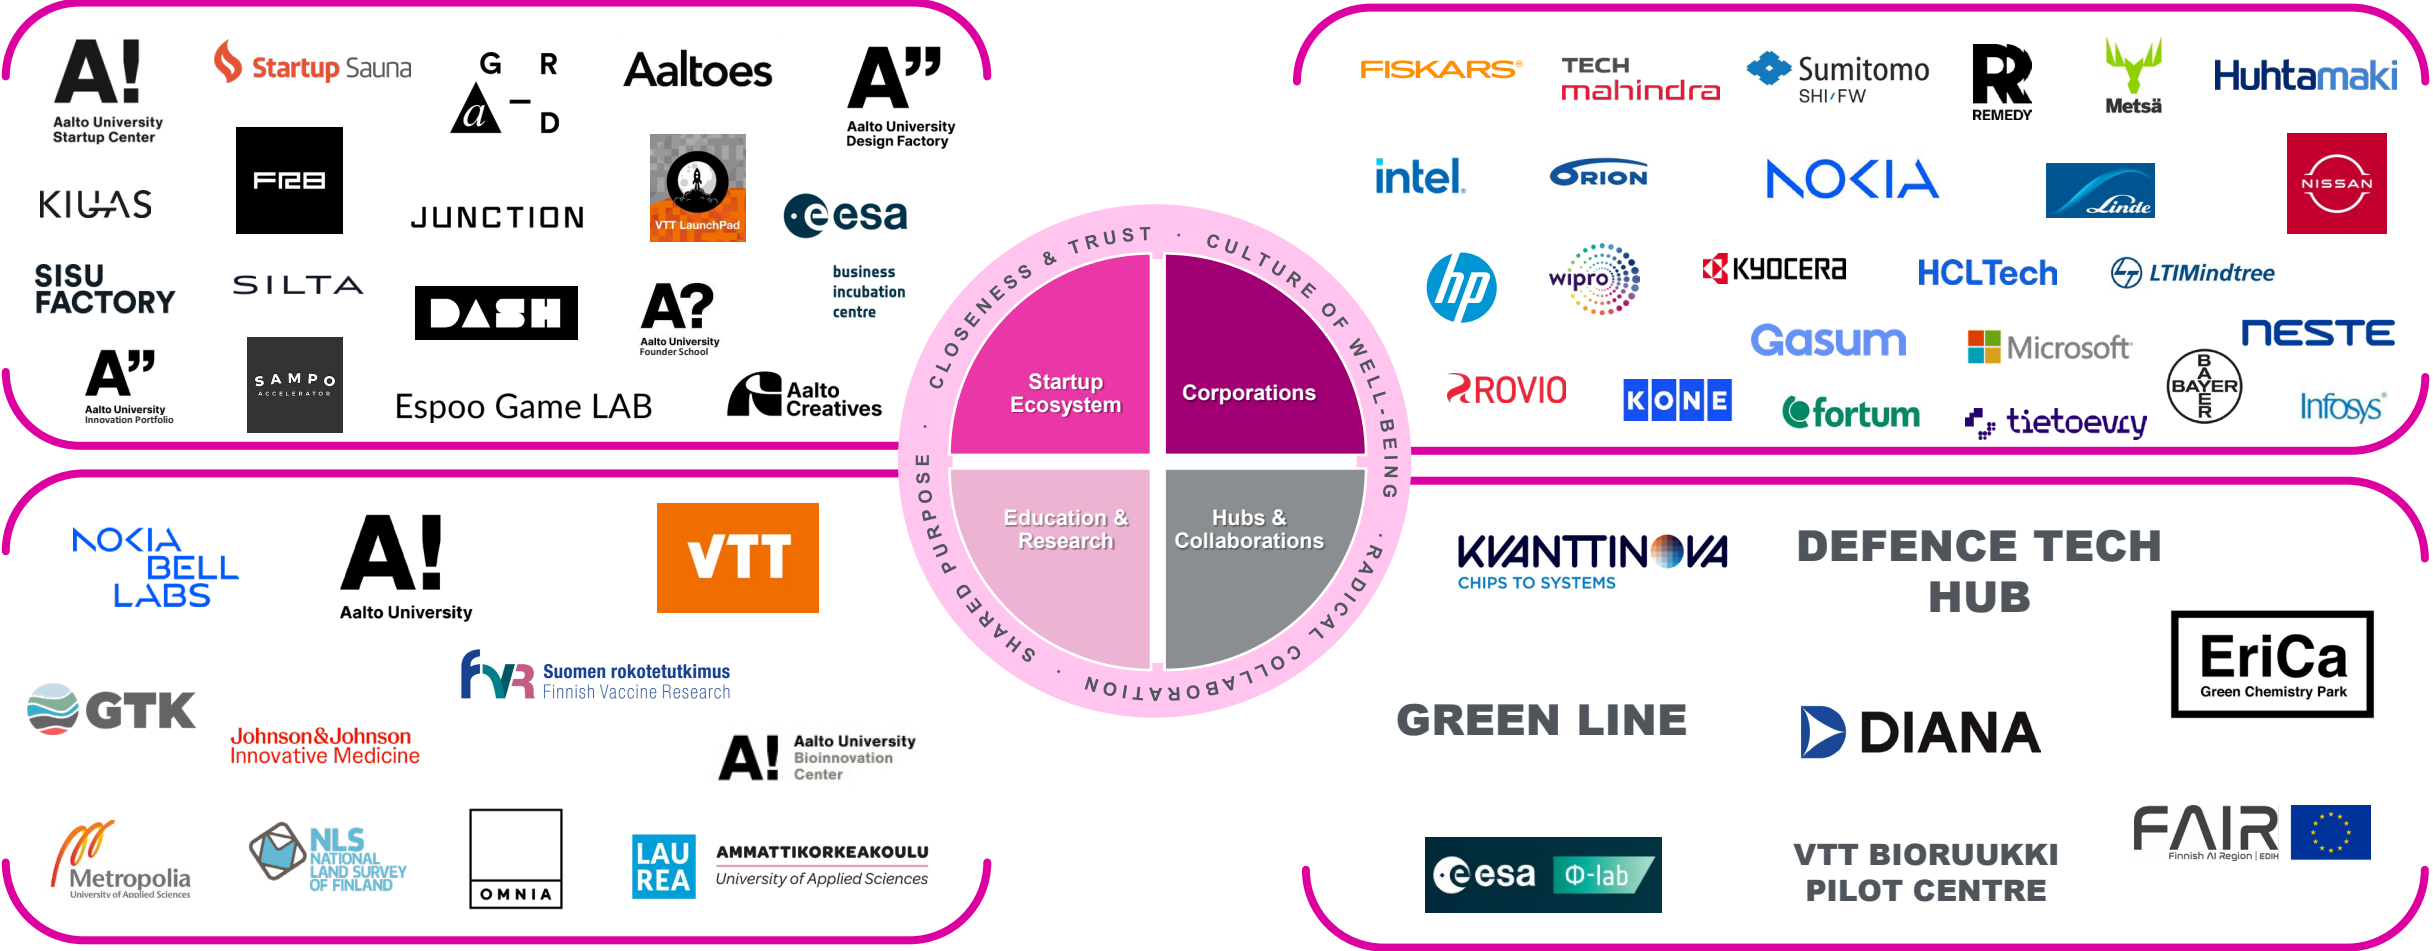 A!
Aalto University
Startup Center
Startup Sauna
G R
a –
D
Aaltoes
A”
Aalto University
Design Factory
KIUAS
FR8
JUNCTION
VTT LaunchPad
esa
business
incubation
centre
SISU
FACTORY
SILTA
DASH
A?
Aalto University
Founder School
A”
Aalto University
Innovation Portfolio
SAMPO
ACCELERATOR
Espoo Game LAB
Aalto
Creatives
FISKARS®
TECH
mahindra
Sumitomo
SHI/FW
REMEDY
Metsä
Huhtamaki
intel.
ORION
NOKIA
Linde
NISSAN
hp
wipro
KYOCERA
HCLTech
LTIMindtree
Gasum
Microsoft
NESTE
ROVIO
KONE
fortum
tietoevry
BAYER
BAYER
Infosys®
CLOSENESS & TRUST · CULTURE OF WELL-BEING · RADICAL COLLABORATION · SHARED PURPOSE ·
Startup
Ecosystem
Corporations
Education &
Research
Hubs &
Collaborations
NOKIA
BELL
LABS
A!
Aalto University
VTT
GTK
FVR
Suomen rokotetutkimus
Finnish Vaccine Research
Johnson&Johnson
Innovative Medicine
A!
Aalto University
Bioinnovation
Center
Metropolia
University of Applied Sciences
NLS
NATIONAL
LAND SURVEY
OF FINLAND
OMNIA
LAU
REA
AMMATTIKORKEAKOULU
University of Applied Sciences
KVANTTINOVA
CHIPS TO SYSTEMS
DEFENCE TECH
HUB
EriCa
Green Chemistry Park
GREEN LINE
DIANA
esa Φ-lab
VTT BIORUUKKI
PILOT CENTRE
FAIR
Finnish AI Region | EDIH